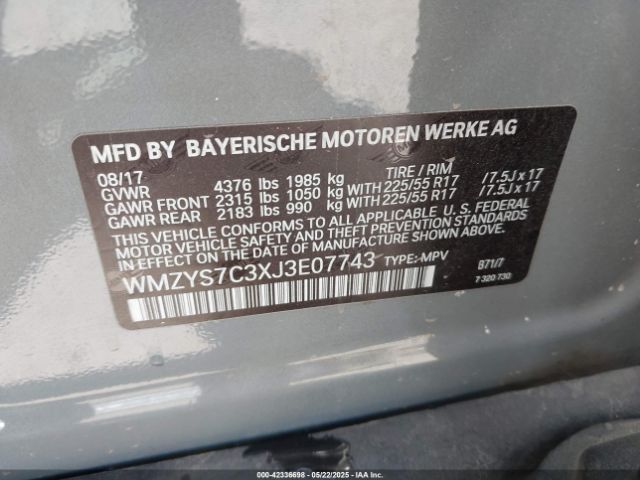 MFD BY BAYERISCHE MOTOREN WERKE AG
08/17 TIRE / RIM
GVWR 4376 lbs 1985 kg
GAWR FRONT 2315 lbs 1050 kg WITH 225/55 R17 /7.5J x 17
GAWR REAR 2183 lbs 990 kg WITH 225/55 R17 /7.5J x 17
THIS VEHICLE CONFORMS TO ALL APPLICABLE U. S. FEDERAL
MOTOR VEHICLE SAFETY, BUMPER, AND THEFT PREVENTION STANDARDS
IN EFFECT ON THE DATE OF MANUFACTURE SHOWN ABOVE.
WMZYS7C3XJ3E07743 TYPE:-MPV B71/7
7 320 730
000-42336698 - 05/22/2025 - IAAI.COM